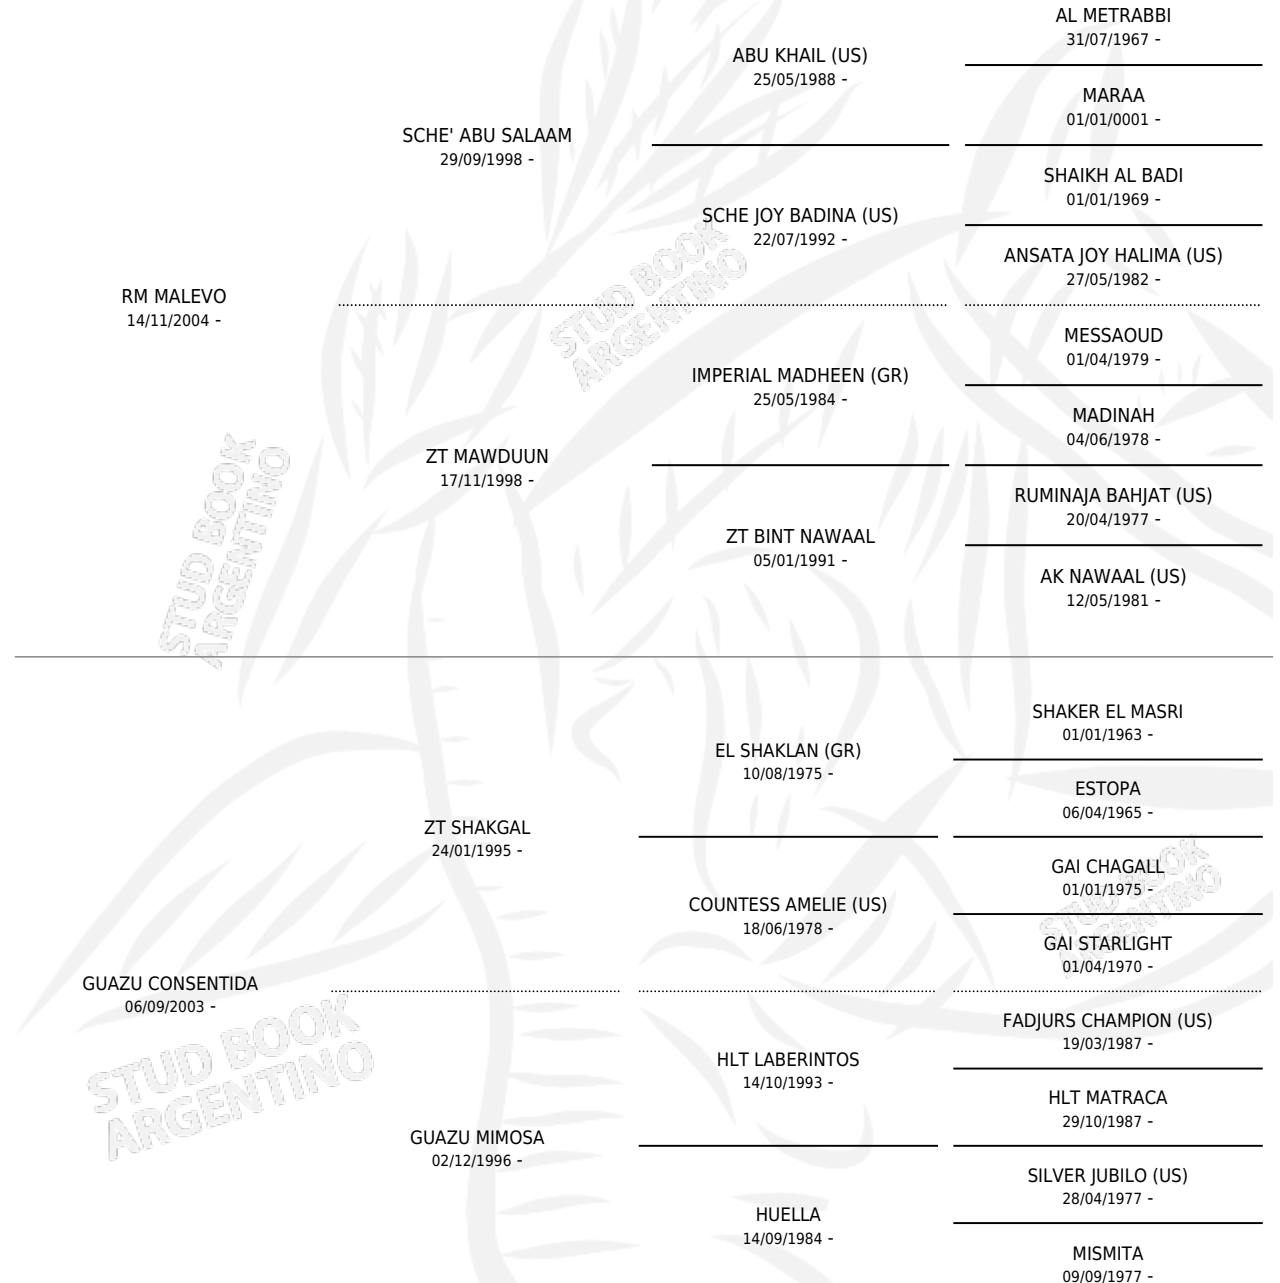 AL METRABBI
31/07/1967 -
ABU KHAIL (US)
25/05/1988 -
MARAA
01/01/0001 -
SCHE' ABU SALAAM
29/09/1998 -
SHAIKH AL BADI
01/01/1969 -
SCHE JOY BADINA (US)
22/07/1992 -
ANSATA JOY HALIMA (US)
27/05/1982 -
RM MALEVO
14/11/2004 -
MESSAOUD
01/04/1979 -
IMPERIAL MADHEEN (GR)
25/05/1984 -
MADINAH
04/06/1978 -
ZT MAWDUUN
17/11/1998 -
RUMINAJA BAHJAT (US)
20/04/1977 -
ZT BINT NAWAAL
05/01/1991 -
AK NAWAAL (US)
12/05/1981 -
STUD BOOK
ARGENTINO
STUD BOOK
ARGENTINO
SHAKER EL MASRI
01/01/1963 -
EL SHAKLAN (GR)
10/08/1975 -
ESTOPA
06/04/1965 -
ZT SHAKGAL
24/01/1995 -
GAI CHAGALL
01/01/1975 -
COUNTESS AMELIE (US)
18/06/1978 -
GAI STARLIGHT
01/04/1970 -
GUAZU CONSENTIDA
06/09/2003 -
FADJURS CHAMPION (US)
19/03/1987 -
HLT LABERINTOS
14/10/1993 -
HLT MATRACA
29/10/1987 -
GUAZU MIMOSA
02/12/1996 -
SILVER JUBILO (US)
28/04/1977 -
HUELLA
14/09/1984 -
MISMITA
09/09/1977 -
STUD BOOK
ARGENTINO
STUD BOOK
ARGENTINO